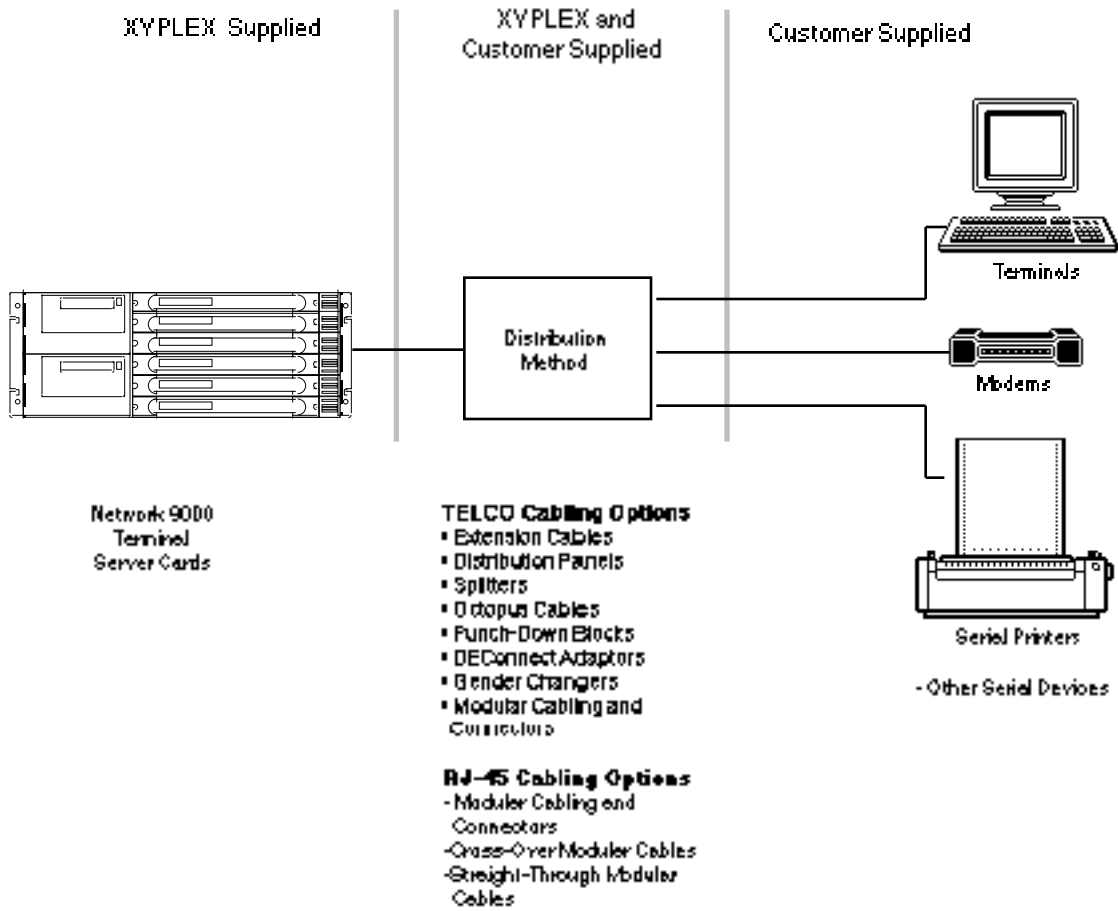 XYPLEX Supplied
XYPLEX and
Customer Supplied
Customer Supplied
Distribution
Method
Terminals
Modems
Serial Printers
- Other Serial Devices
Network 9000
Terminal
Server Cards
TELCO Cabling Options
▪ Extension Cables
▪ Distribution Panels
▪ Splitters
▪ Octopus Cables
▪ Punch-Down Blocks
▪ DEConnect Adaptors
▪ Gender Changers
▪ Modular Cabling and
Connectors
RJ-45 Cabling Options
- Moduler Cabling and
Connectors
-Cross-Over Moduler Cables
-Straight-Through Modular
Cables